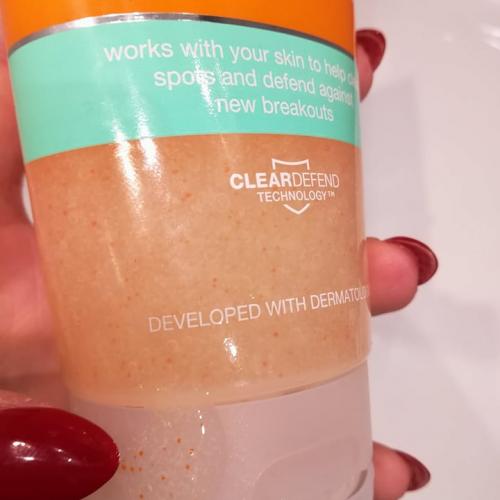 works with your skin to help
spots and defend against
new breakouts
CLEARDEFEND
TECHNOLOGY™
DEVELOPED WITH